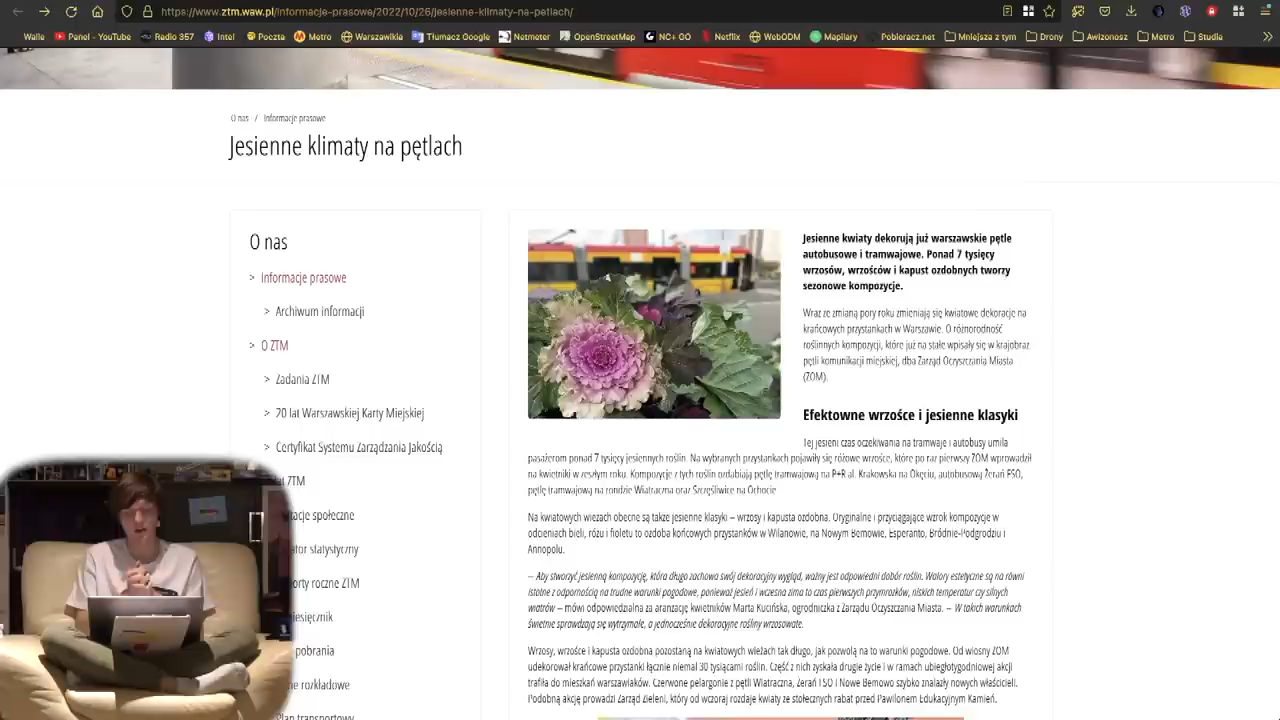 https://www.ztm.waw.pl/informacje-prasowe/2022/10/26/jesienne-klimaty-na-petlach/
Walle Panel - YouTube Radio 357 Intel Poczte Metro Warszawikia Tłumacz Google Netmoter OpenStreetMap NC+ GO Netflix WebODM Mapilary Pobieracz.net Mniejsza z tym Drony Awizonosz Metro Studia
O nas / Informacje prasowe
Jesienne klimaty na pętlach
O nas
> Informacje prasowe
> Archiwum informacji
> O ZTM
> Zadania ZTM
> 20 lat Warszawskiej Karty Miejskiej
> Certyfikat Systemu Zarządzania Jakością
ZTM
społeczne
statystyczny
roczne ZTM
pobrania
rozkładowe
Plan transportowy
Jesienne kwiaty dekorują już warszawskie pętle
autobusowe i tramwajowe. Ponad 7 tysięcy
wrzosów, wrzośców i kapust ozdobnych tworzy
sezonowe kompozycje.
Wraz ze zmianą pory roku zmieniają się kwiatowe dekoracje na
krańcowych przystankach w Warszawie. O różnorodność
roślinnych kompozycji, które już na stałe wpisały się w krajobraz
pętli komunikacji miejskiej, dba Zarząd Oczyszczania Miasta
(ZOM).
Efektowne wrzośce i jesienne klasyki
Tej jesieni czas oczekiwania na tramwaje i autobusy umila
pasażerom ponad 7 tysięcy jesiennych roślin. Na wybranych przystankach pojawiły się różowe wrzośce, które po raz pierwszy ZOM wprowadził
na kwietniki w zeszłym roku. Kompozycje z tych roślin ozdabiają pętlę tramwajową na P+R al. Krakowska na Okęciu, autobusową Żerań FSO,
pętlę tramwajową na rondzie Wiatraczna oraz Szczęśliwice na Ochocie
Na kwiatowych wieżach obecne są także jesienne klasyki – wrzosy i kapusta ozdobna. Oryginalne i przyciągające wzrok kompozycje w
odcieniach bieli, różu i fioletu to ozdoba końcowych przystanków w Wilanowie, na Nowym Bemowie, Esperanto, Bródnie-Podgrodziu i
Annopolu.
– Aby stworzyć jesienną kompozycję, która długo zachowa swój dekoracyjny wygląd, ważny jest odpowiedni dobór roślin. Walory estetyczne są na równi
istotne z odpornością na trudne warunki pogodowe, ponieważ jesień i wczesna zima to czas pierwszych przymrozków, niskich temperatur czy silnych
wiatrów – mówi odpowiedzialna za aranżację kwietników Marta Kucińska, ogrodniczka z Zarządu Oczyszczania Miasta. – W takich warunkach
świetnie sprawdzają się wytrzymałe, a jednocześnie dekoracyjne rośliny wrzosowate.
Wrzosy, wrzośce i kapusta ozdobna pozostaną na kwiatowych wieżach tak długo, jak pozwolą na to warunki pogodowe. Od wiosny ZOM
udekorował krańcowe przystanki łącznie niemal 30 tysiącami roślin. Część z nich zyskała drugie życie i w ramach ubiegłotygodniowej akcji
trafiła do mieszkań warszawiaków. Czerwone pelargonie z pętli Wiatraczna, Żerań FSO i Nowe Bemowo szybko znalazły nowych właścicieli.
Podobną akcję prowadzi Zarząd Zieleni, który od wczoraj rozdaje kwiaty ze stołecznych rabat przed Pawilonem Edukacyjnym Kamień.